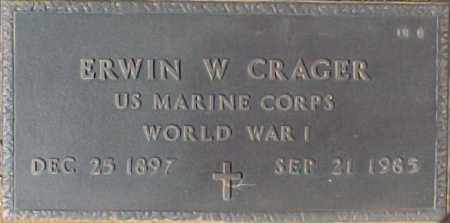 ERWIN W CRAGER
US MARINE CORPS
WORLD WAR I
DEC 25 1897 SEP 21 1985